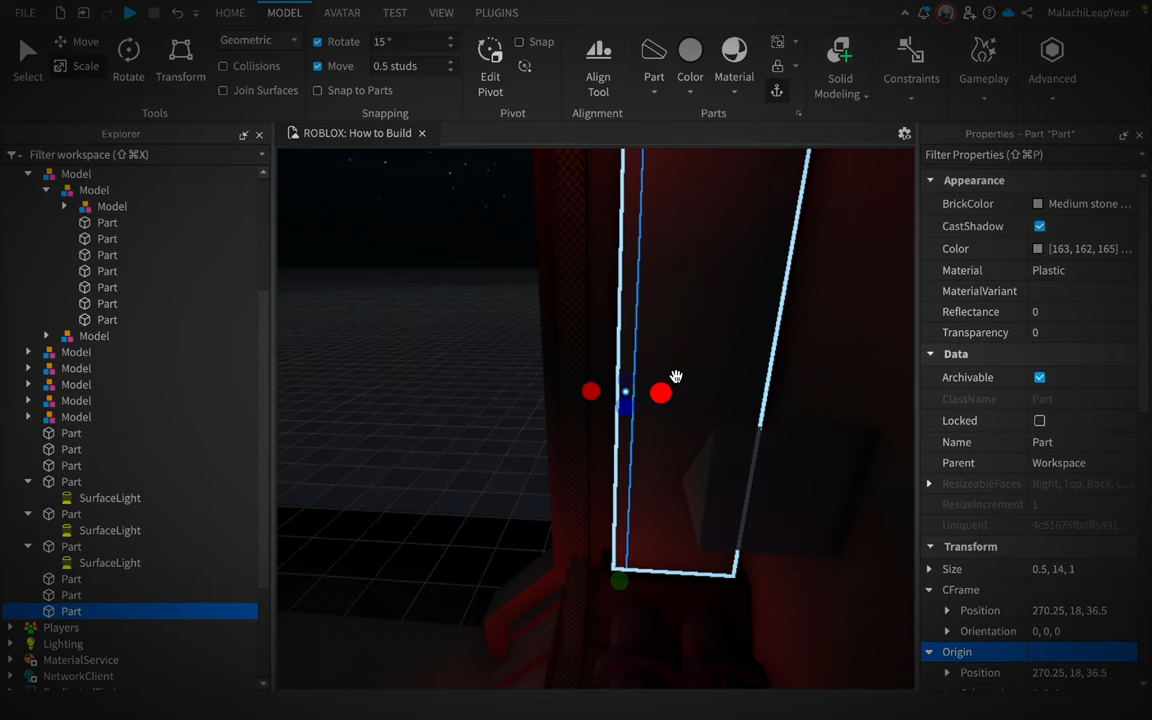 FILE HOME MODEL AVATAR TEST VIEW PLUGINS MalachiLeapYear
Select Move Scale Rotate Transform
Tools
Geometric
Collisions
Join Surfaces
Rotate 15 °
Move 0.5 studs
Snap to Parts
Snapping
Edit Pivot Snap
Pivot
Align Tool
Alignment
Part Color Material
Parts
Solid Modeling
Constraints
Gameplay
Advanced
Explorer
Filter workspace (⇧⌘X)
Model
Model
Model
Part
Part
Part
Part
Part
Part
Part
Model
Model
Model
Model
Model
Model
Part
Part
Part
Part
SurfaceLight
Part
SurfaceLight
Part
SurfaceLight
Part
Part
Part
Players
Lighting
MaterialService
NetworkClient
ROBLOX: How to Build
Properties - Part "Part"
Filter Properties (⇧⌘P)
Appearance
BrickColor Medium stone ...
CastShadow
Color [163, 162, 165] ...
Material Plastic
MaterialVariant
Reflectance 0
Transparency 0
Data
Archivable
ClassName Part
Locked
Name Part
Parent Workspace
ResizeableFaces Right, Top, Back, L...
ResizeIncrement 1
UniqueId 4c51675fb0ff5491...
Transform
Size 0.5, 14, 1
CFrame
Position 270.25, 18, 36.5
Orientation 0, 0, 0
Origin
Position 270.25, 18, 36.5